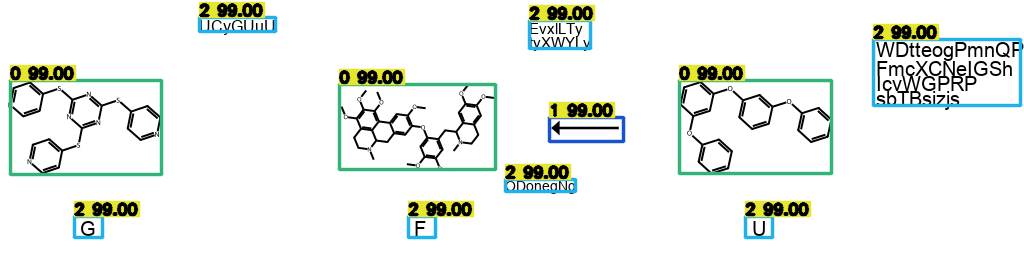 2 99.00
UCyGUuU
2 99.00
EvxlLTy
tyXWYLy
2 99.00
WDtteogPmnQP
FmcXCNeIGSh
IcvWGPRP
sbTBsizjs
0 99.00
0 99.00
1 99.00
0 99.00
2 99.00
ODonegNg
2 99.00
G
2 99.00
F
2 99.00
U